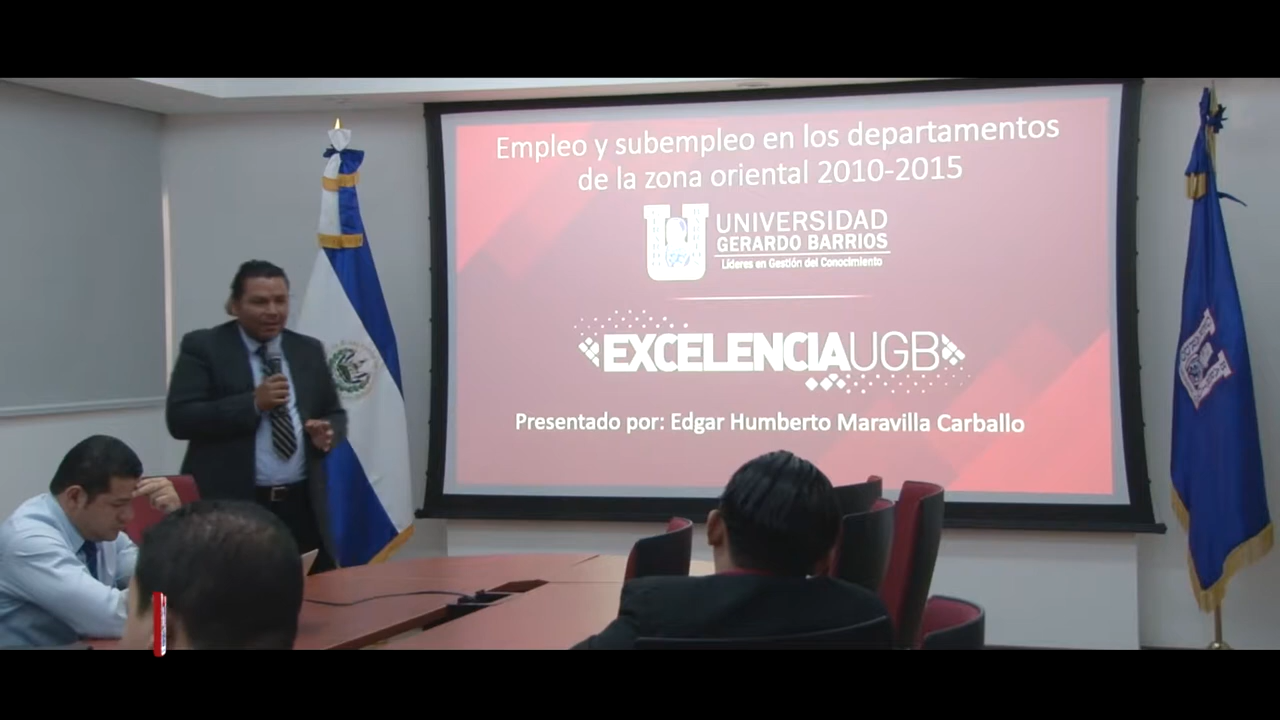 Empleo y subempleo en los departamentos
de la zona oriental 2010-2015
UNIVERSIDAD
GERARDO BARRIOS
Líderes en Gestión del Conocimiento
EXCELENCIAUGB
Presentado por: Edgar Humberto Maravilla Carballo